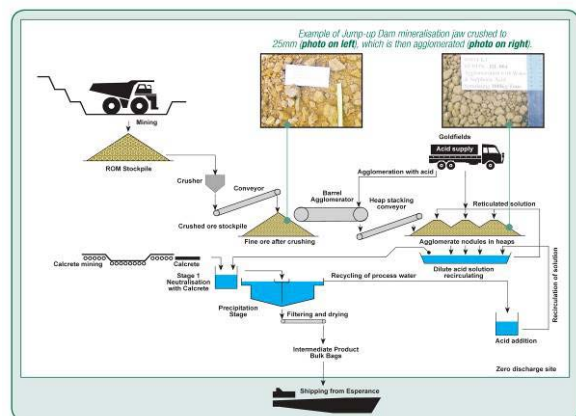 Example of Jump-up Dam mineralisation jaw crushed to
25mm (photo on left), which is then agglomerated (photo on right).
Mining
ROM Stockpile
Crusher
Conveyor
Crushed ore stockpile
Fine ore after crushing
Barrel
Agglomerator
Agglomeration with acid
Goldfields
Acid supply
Heap stacking
conveyor
Reticulated solution
Agglomerate nodules in heaps
Dilute acid solution
recirculating
Recirculation of solution
Calcrete mining
Calcrete
Stage 1
Neutralisation
with Calcrete
Recycling of process water
Precipitation
Stage
Filtering and drying
Acid addition
Intermediate Product
Bulk Bags
Zero discharge site
Shipping from Esperance